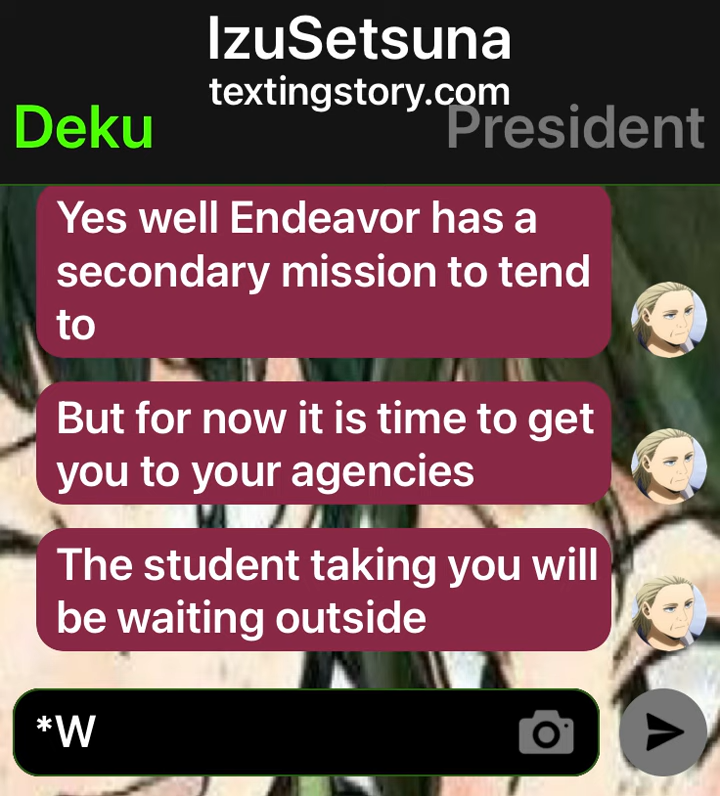 IzuSetsuna
textingstory.com
Deku President
Yes well Endeavor has a
secondary mission to tend
to
But for now it is time to get
you to your agencies
The student taking you will
be waiting outside
*W